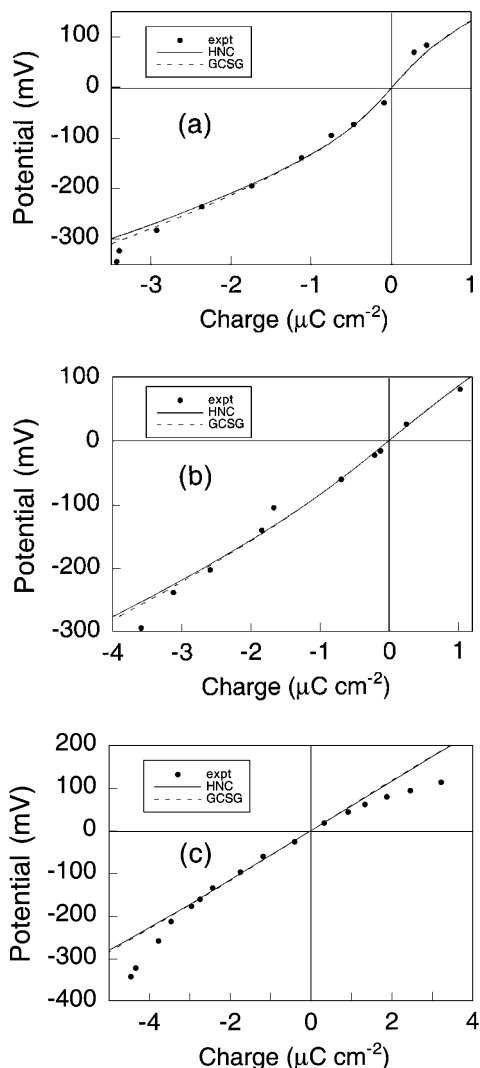 100
0
-100
-200
-300
Potential (mV)
expt
HNC
GCSG
(a)
-3 -2 -1 0 1
Charge (μC cm⁻²)
100
0
-100
-200
-300
Potential (mV)
expt
HNC
GCSG
(b)
-4 -3 -2 -1 0 1
Charge (μC cm⁻²)
200
100
0
-100
-200
-300
-400
Potential (mV)
expt
HNC
GCSG
(c)
-4 -2 0 2 4
Charge (μC cm⁻²)